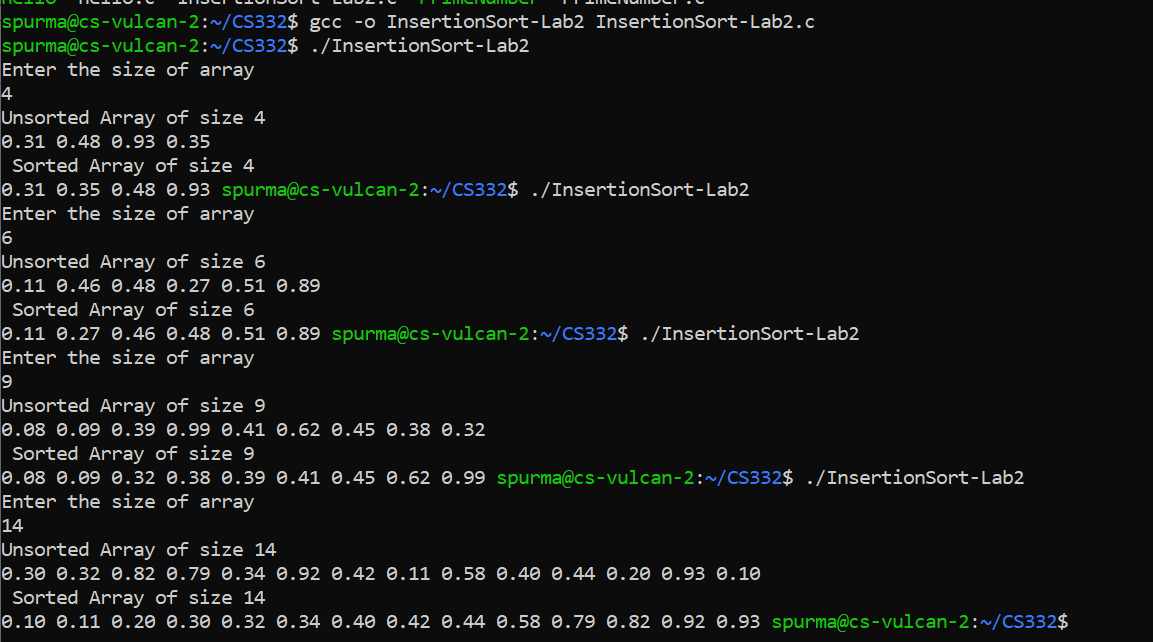 hello hello.c InsertionSort-Lab2.c PrimeNumber PrimeNumber.c
spurma@cs-vulcan-2:~/CS332$ gcc -o InsertionSort-Lab2 InsertionSort-Lab2.c
spurma@cs-vulcan-2:~/CS332$ ./InsertionSort-Lab2
Enter the size of array
4
Unsorted Array of size 4
0.31 0.48 0.93 0.35
Sorted Array of size 4
0.31 0.35 0.48 0.93 spurma@cs-vulcan-2:~/CS332$ ./InsertionSort-Lab2
Enter the size of array
6
Unsorted Array of size 6
0.11 0.46 0.48 0.27 0.51 0.89
Sorted Array of size 6
0.11 0.27 0.46 0.48 0.51 0.89 spurma@cs-vulcan-2:~/CS332$ ./InsertionSort-Lab2
Enter the size of array
9
Unsorted Array of size 9
0.08 0.09 0.39 0.99 0.41 0.62 0.45 0.38 0.32
Sorted Array of size 9
0.08 0.09 0.32 0.38 0.39 0.41 0.45 0.62 0.99 spurma@cs-vulcan-2:~/CS332$ ./InsertionSort-Lab2
Enter the size of array
14
Unsorted Array of size 14
0.30 0.32 0.82 0.79 0.34 0.92 0.42 0.11 0.58 0.40 0.44 0.20 0.93 0.10
Sorted Array of size 14
0.10 0.11 0.20 0.30 0.32 0.34 0.40 0.42 0.44 0.58 0.79 0.82 0.92 0.93 spurma@cs-vulcan-2:~/CS332$